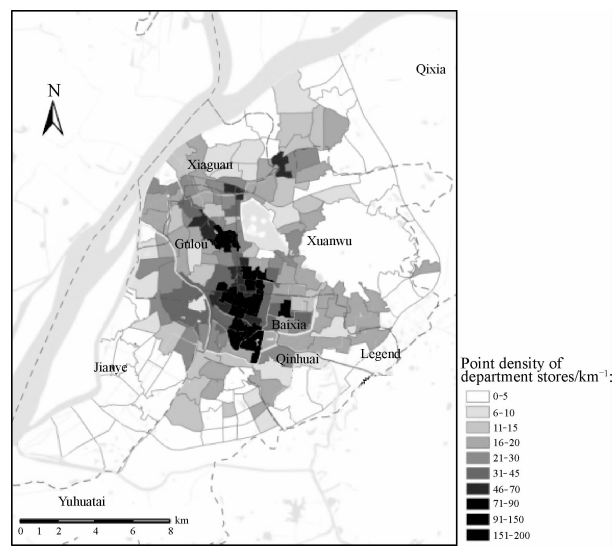 Qixia
N
Xiaguan
Gulou
Xuanwu
Baixia
Jianye
Qinhuai
Legend
Yuhuatai
km
0 1 2 4 6 8
Point density of
department stores/km⁻¹:
0-5
6-10
11-15
16-20
21-30
31-45
46-70
71-90
91-150
151-200